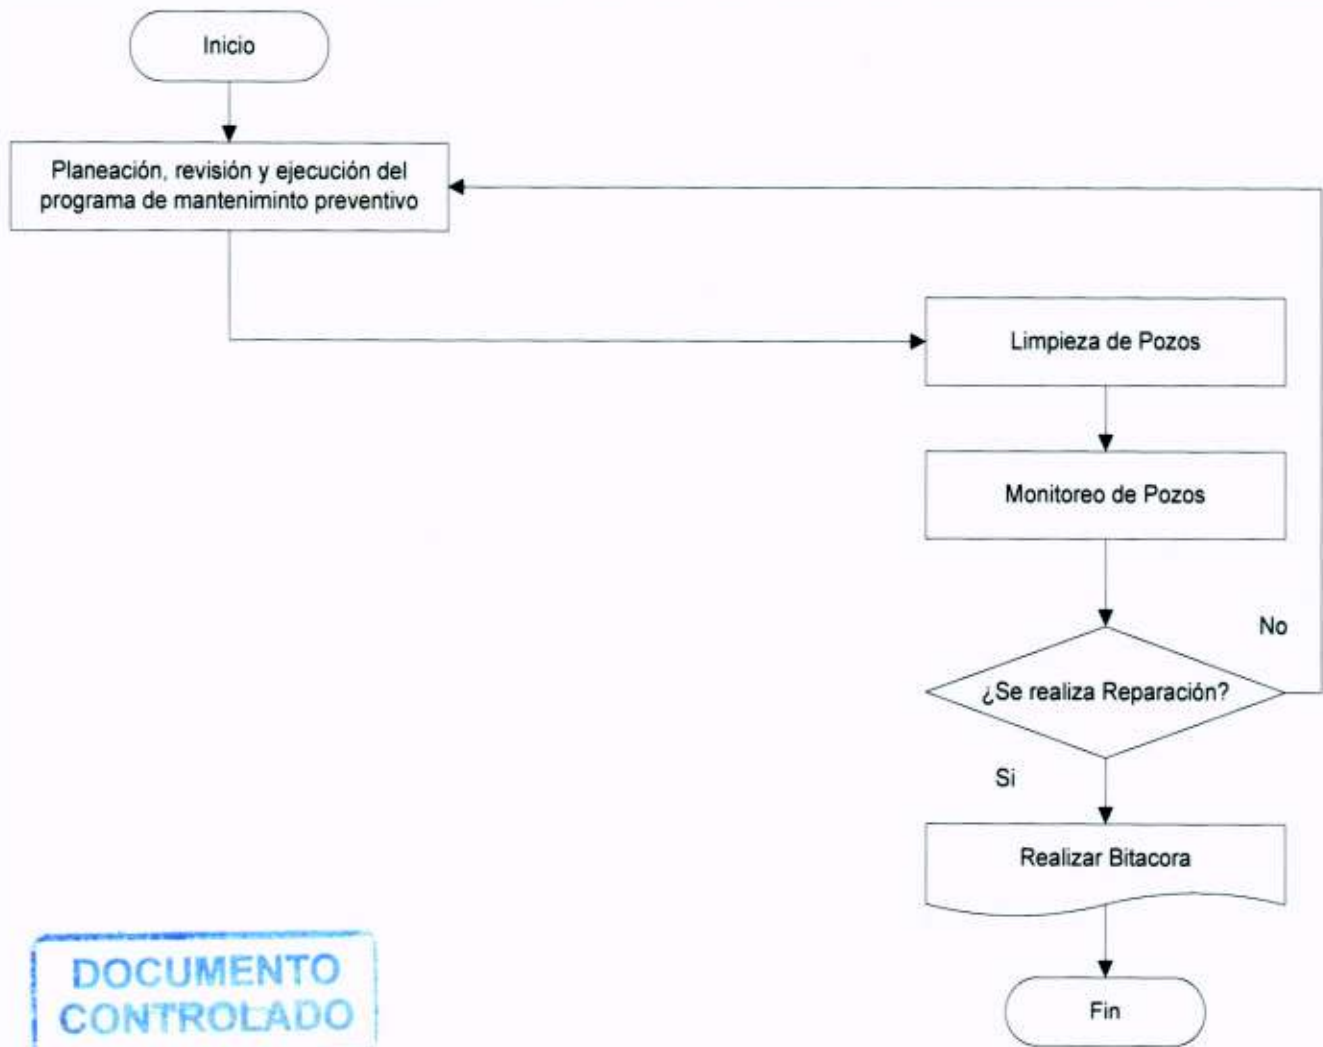 Inicio
Planeación, revisión y ejecución del
programa de manteniminto preventivo
Limpieza de Pozos
Monitoreo de Pozos
No
¿Se realiza Reparación?
Si
Realizar Bitacora
Fin
DOCUMENTO
CONTROLADO